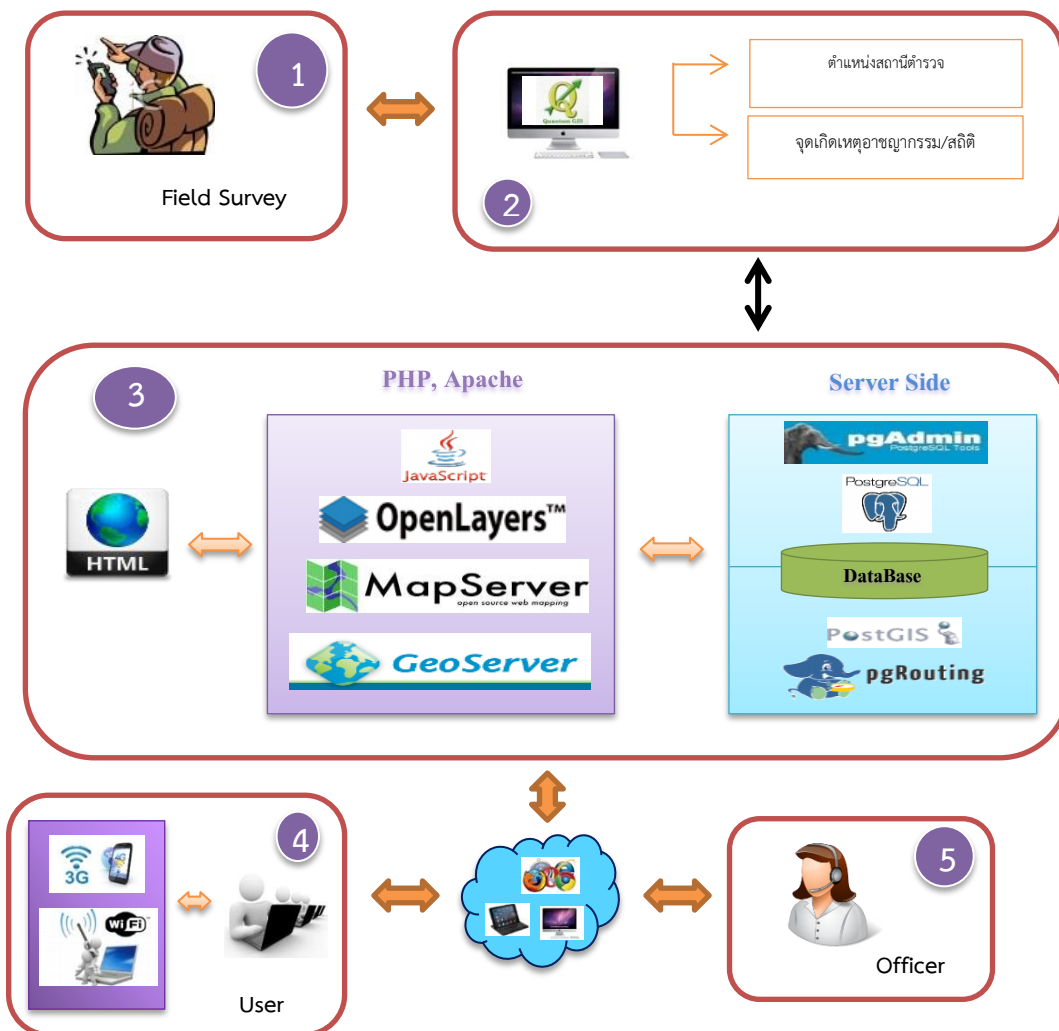 1
Field Survey
Quantum GIS
2
ตำแหน่งสถานีตำรวจ
จุดเกิดเหตุอาชญากรรม/สถิติ
3
PHP, Apache
Server Side
HTML
JavaScript
OpenLayers™
MapServer
open source web mapping
GeoServer
pgAdmin
PostgreSQL Tools
PostgreSQL
DataBase
PostGIS
pgRouting
4
3G
WiFi
User
5
Officer